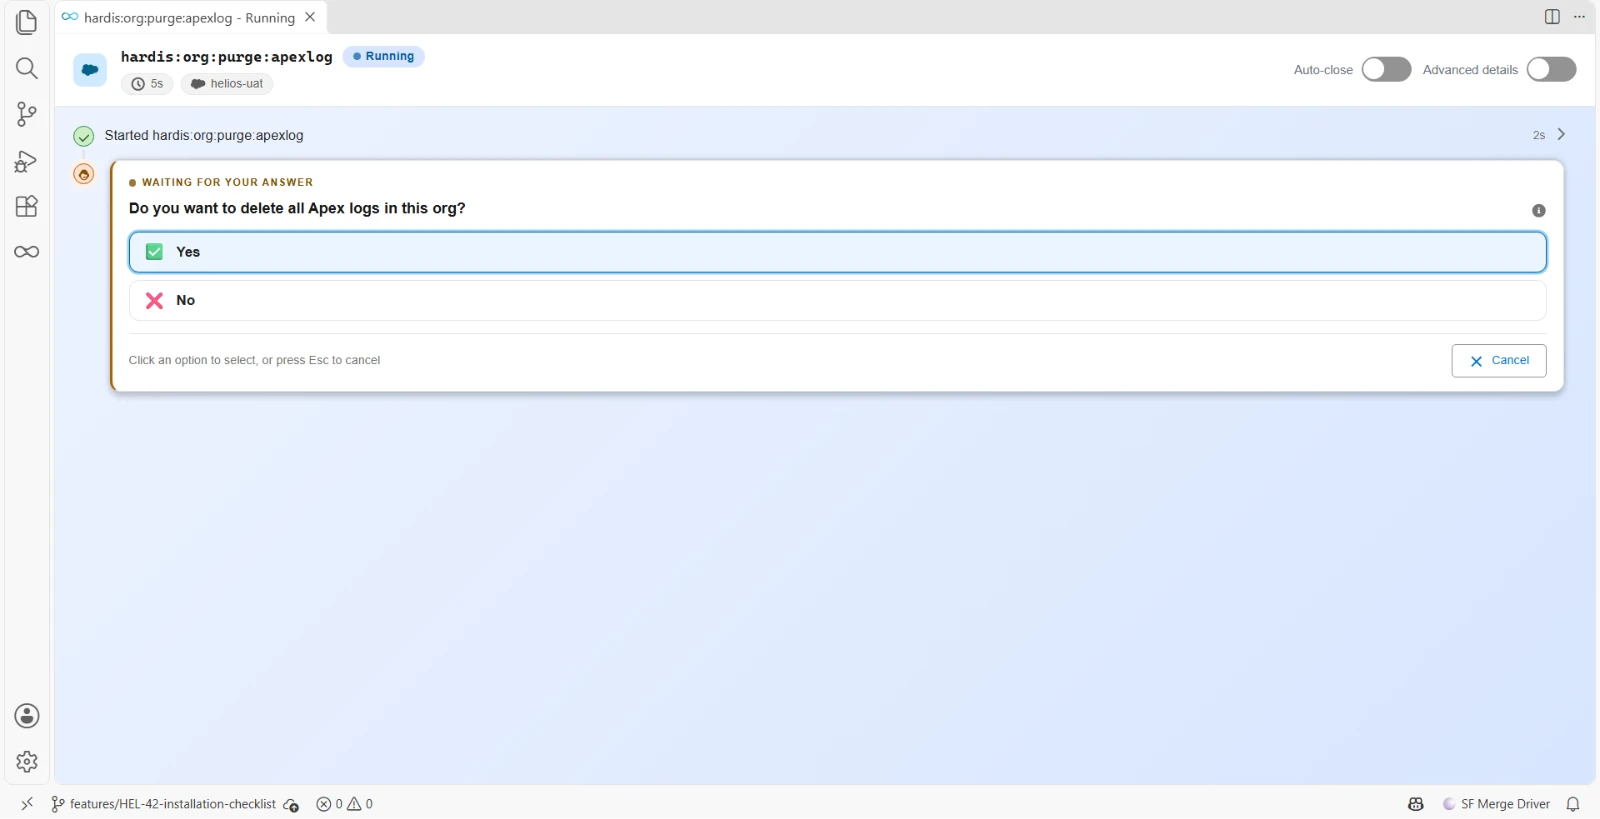 hardis:org:purge:apexlog - Running
hardis:org:purge:apexlog
Running
5s
helios-uat
Auto-close
Advanced details
Started hardis:org:purge:apexlog
2s
WAITING FOR YOUR ANSWER
Do you want to delete all Apex logs in this org?
Yes
No
Click an option to select, or press Esc to cancel
Cancel
features/HEL-42-installation-checklist
0
0
SF Merge Driver